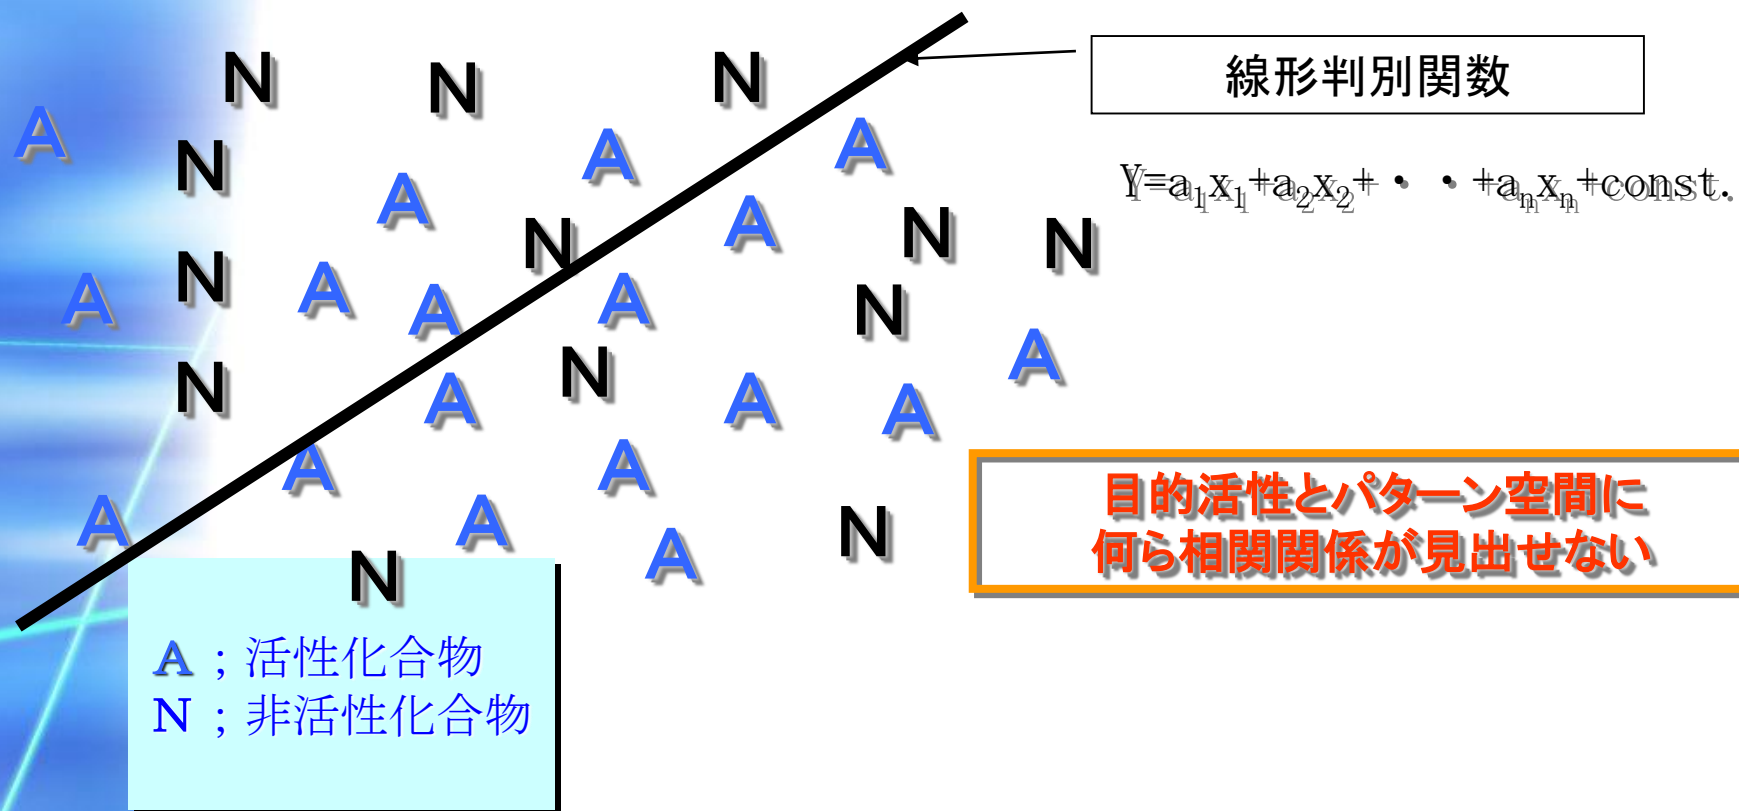 N N N
A A A
N
A
N
A
N N
N
A A A A N
A
N
N
A A A
A A
A A
N
A
A
N
線形判別関数
Y=a1x1+a2x2+・・+anxn+const.
目的活性とパターン空間に
何ら相関関係が見出せない
A ; 活性化合物
N ; 非活性化合物